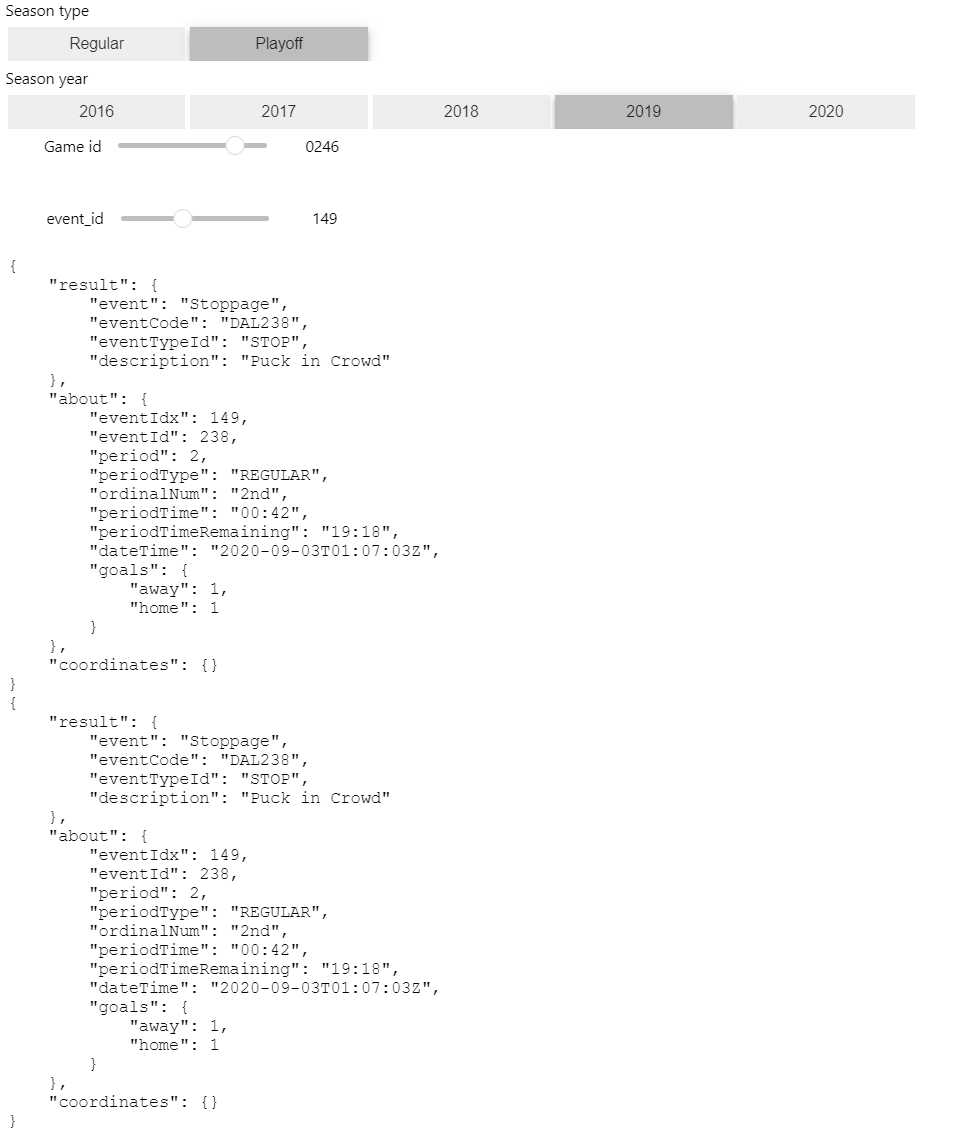 Season type
Regular Playoff
Season year
2016 2017 2018 2019 2020
Game id 0246
event_id 149
{
    "result": {
        "event": "Stoppage",
        "eventCode": "DAL238",
        "eventTypeId": "STOP",
        "description": "Puck in Crowd"
    },
    "about": {
        "eventIdx": 149,
        "eventId": 238,
        "period": 2,
        "periodType": "REGULAR",
        "ordinalNum": "2nd",
        "periodTime": "00:42",
        "periodTimeRemaining": "19:18",
        "dateTime": "2020-09-03T01:07:03Z",
        "goals": {
            "away": 1,
            "home": 1
        }
    },
    "coordinates": {}
}
{
    "result": {
        "event": "Stoppage",
        "eventCode": "DAL238",
        "eventTypeId": "STOP",
        "description": "Puck in Crowd"
    },
    "about": {
        "eventIdx": 149,
        "eventId": 238,
        "period": 2,
        "periodType": "REGULAR",
        "ordinalNum": "2nd",
        "periodTime": "00:42",
        "periodTimeRemaining": "19:18",
        "dateTime": "2020-09-03T01:07:03Z",
        "goals": {
            "away": 1,
            "home": 1
        }
    },
    "coordinates": {}
}